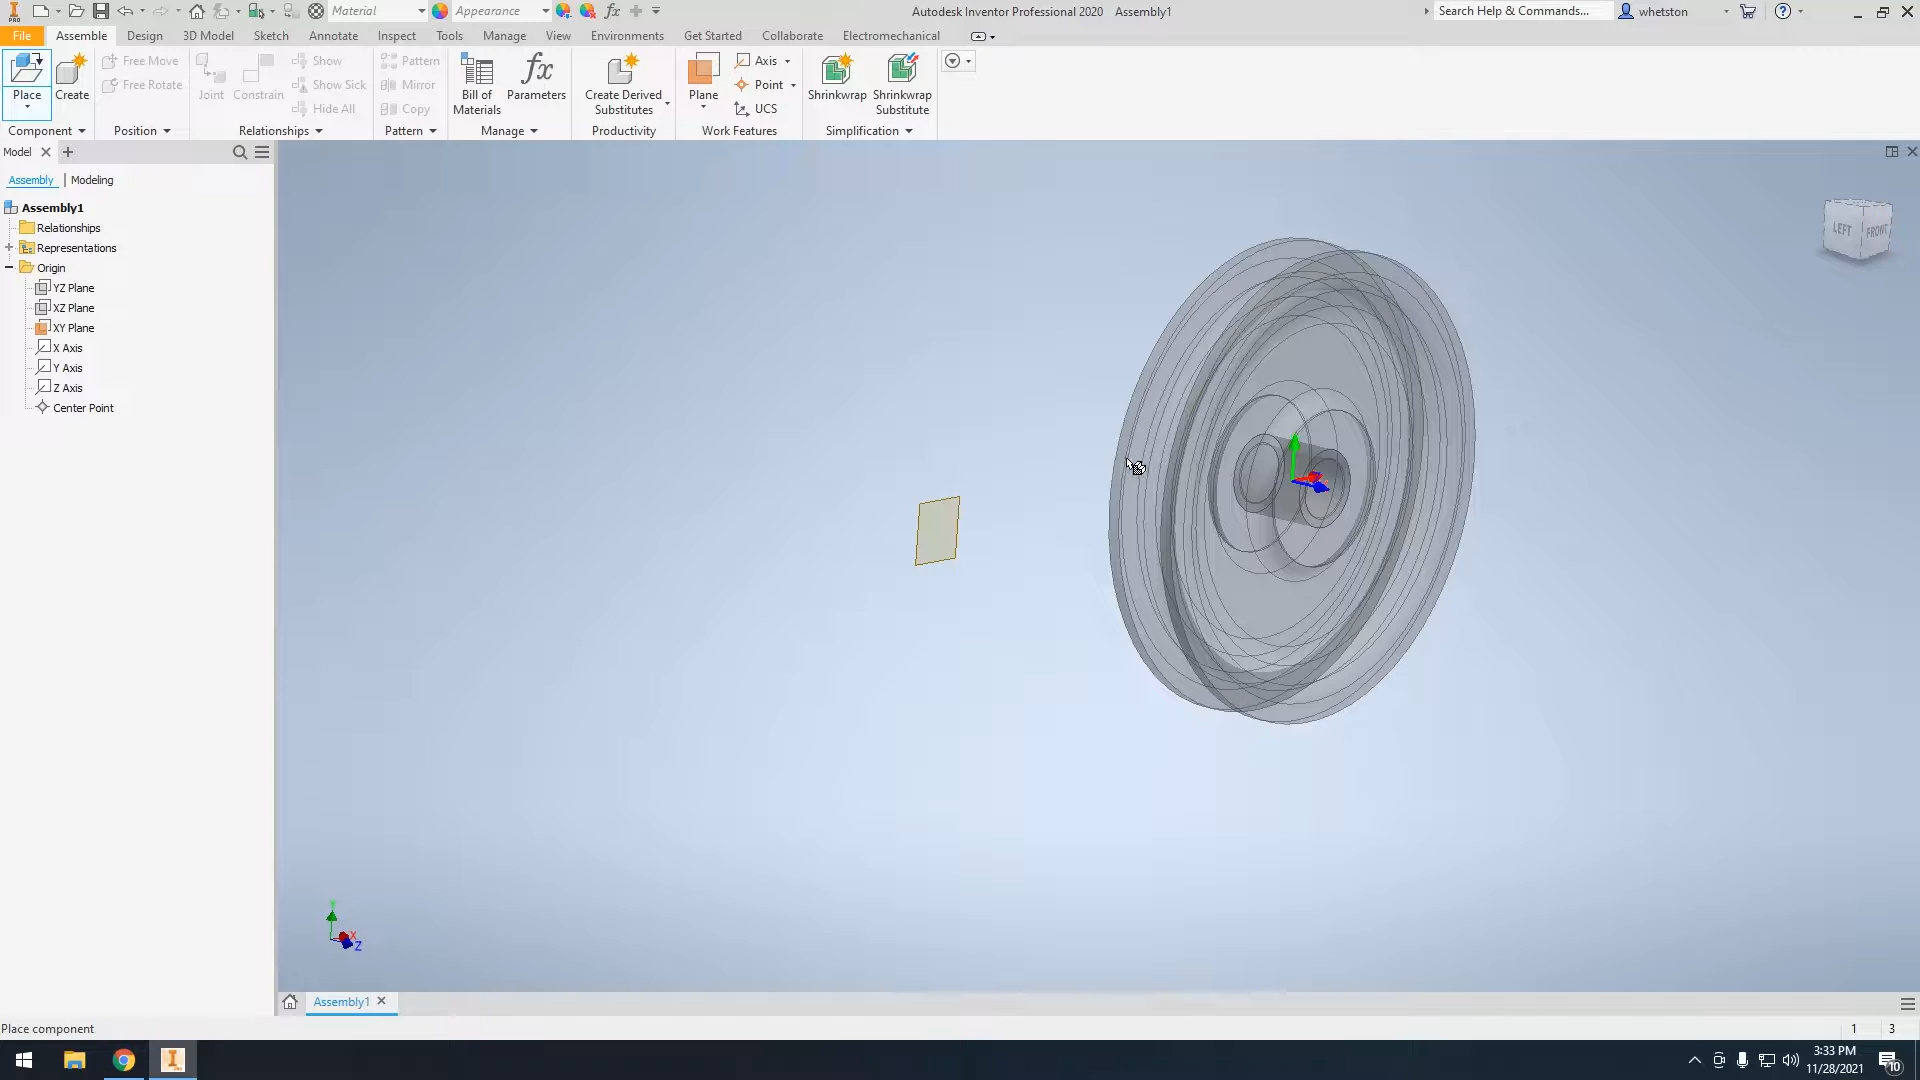 Material
Appearance
fx
Autodesk Inventor Professional 2020 Assembly1
Search Help & Commands...
whetston
PRO
File Assemble Design 3D Model Sketch Annotate Inspect Tools Manage View Environments Get Started Collaborate Electromechanical
Place
Create
Free Move
Free Rotate
Joint
Constrain
Show
Show Sick
Hide All
Pattern
Mirror
Copy
Bill of
Materials
fx
Parameters
Create Derived
Substitutes
Plane
Axis
Point
UCS
Shrinkwrap
Shrinkwrap
Substitute
Component Position Relationships Pattern Manage Productivity Work Features Simplification
Model
Assembly | Modeling
Assembly1
Relationships
Representations
Origin
YZ Plane
XZ Plane
XY Plane
X Axis
Y Axis
Z Axis
Center Point
LEFT FRONT
Y
X
Z
Assembly1
Place component
1 3
3:33 PM
11/28/2021
10